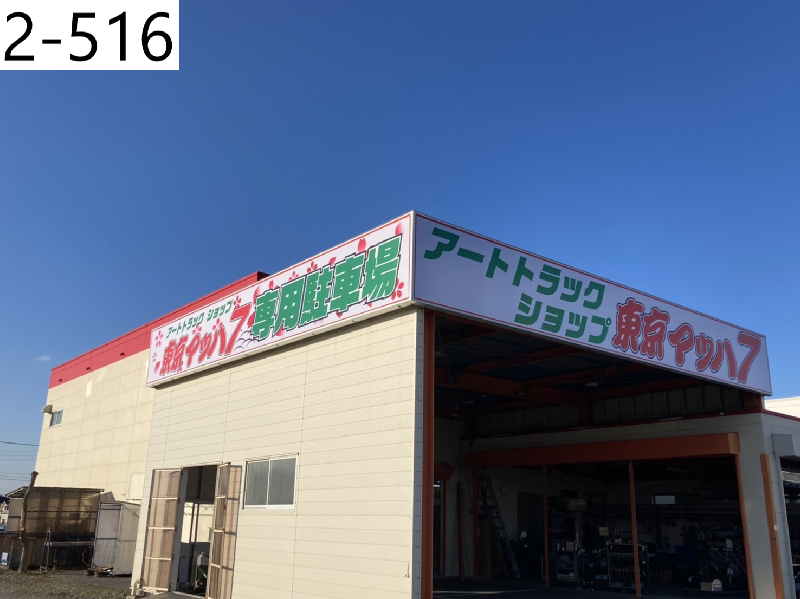 2-516
アートトラック ショップ
東京イッハ7 専用駐車場
アートトラック
ショップ 東京イッハ7